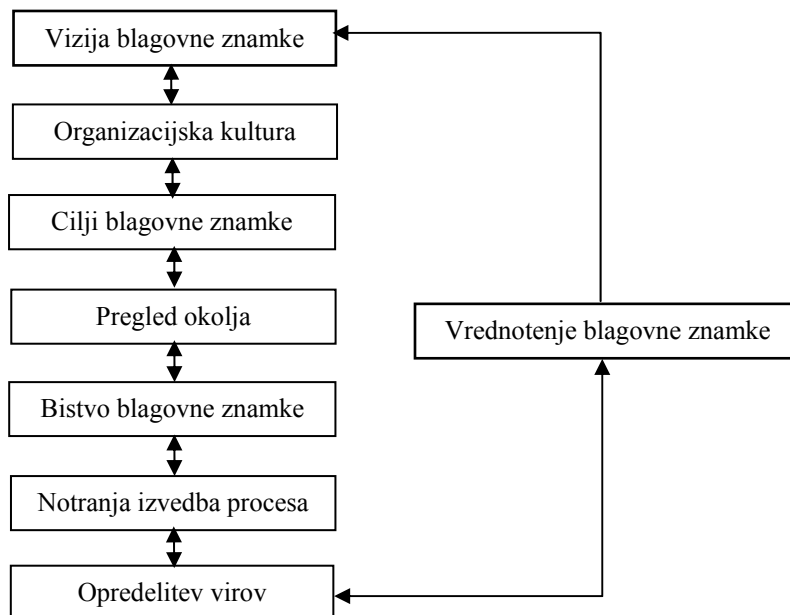 Vizija blagovne znamke
Organizacijska kultura
Cilji blagovne znamke
Pregled okolja
Vrednotenje blagovne znamke
Bistvo blagovne znamke
Notranja izvedba procesa
Opredelitev virov